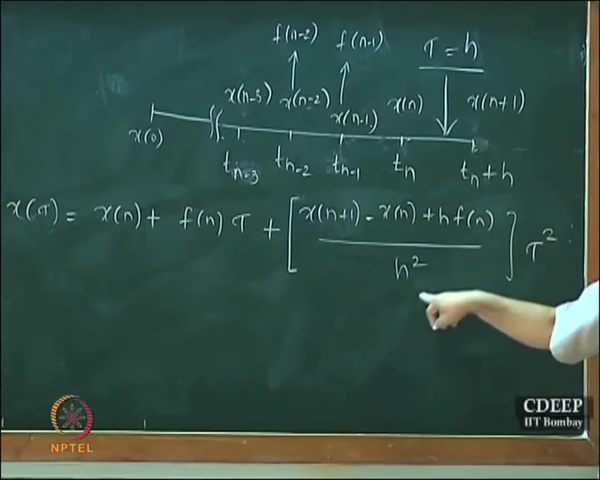 f(n-2) f(n-1) τ = h
x(n-3) x(n-2) x(n-1) x(n) x(n+1)
x(0) t_{n-3} t_{n-2} t_{n-1} t_n t_n + h
x(τ) = x(n) + f(n) τ + [ x(n+1) - x(n) + h f(n) / h² ] τ²
CDEEP
IIT Bombay
NPTEL